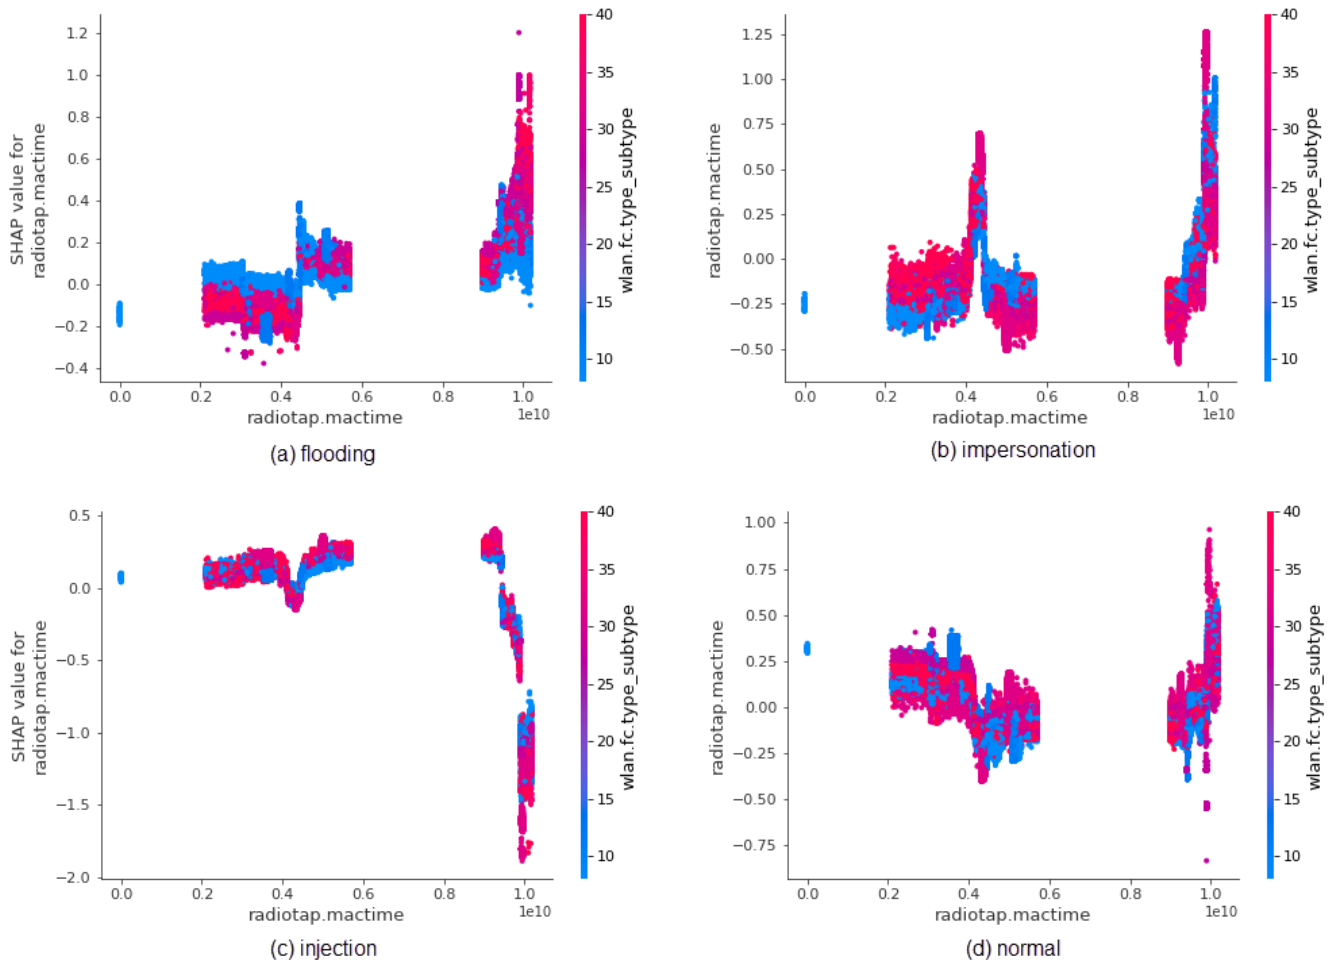 1.2
1.0
0.8
0.6
0.4
0.2
0.0
−0.2
−0.4
SHAP value for
radiotap.mactime
0.0 0.2 0.4 0.6 0.8 1.0
1e10
radiotap.mactime
40
35
30
25
20
15
10
wlan.fc.type_subtype
(a) flooding
1.25
1.00
0.75
0.50
0.25
0.00
−0.25
−0.50
radiotap.mactime
0.0 0.2 0.4 0.6 0.8 1.0
1e10
radiotap.mactime
40
35
30
25
20
15
10
wlan.fc.type_subtype
(b) impersonation
0.5
0.0
−0.5
−1.0
−1.5
−2.0
SHAP value for
radiotap.mactime
0.0 0.2 0.4 0.6 0.8 1.0
1e10
radiotap.mactime
40
35
30
25
20
15
10
wlan.fc.type_subtype
(c) injection
1.00
0.75
0.50
0.25
0.00
−0.25
−0.50
−0.75
radiotap.mactime
0.0 0.2 0.4 0.6 0.8 1.0
1e10
radiotap.mactime
40
35
30
25
20
15
10
wlan.fc.type_subtype
(d) normal